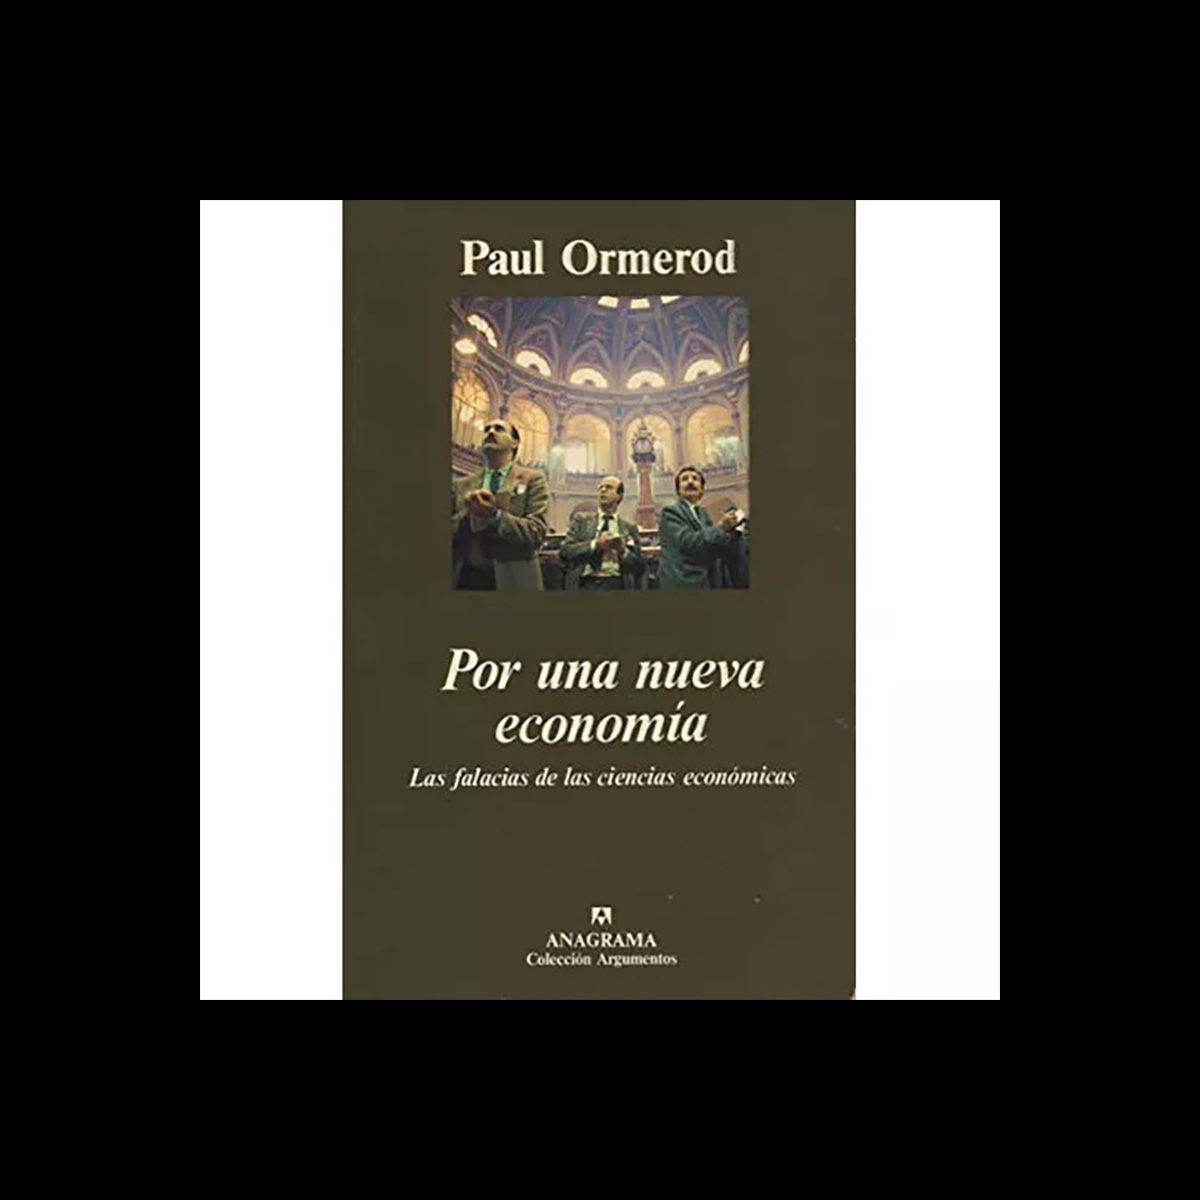 Paul Ormerod
Por una nueva
economía
Las falacias de las ciencias económicas
ANAGRAMA
Colección Argumentos